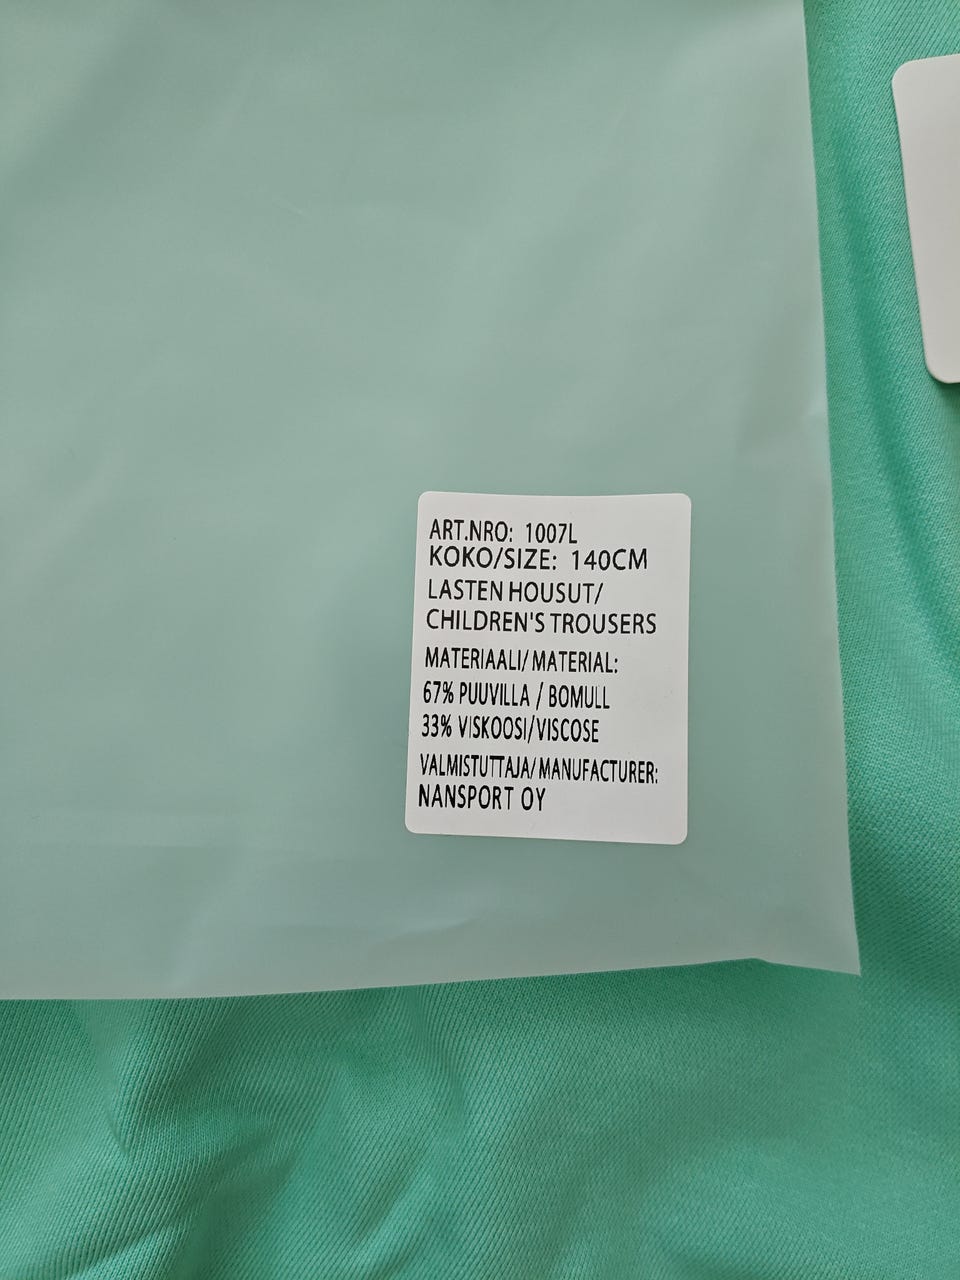 ART.NRO: 1007L
KOKO/SIZE: 140CM
LASTEN HOUSUT/
CHILDREN'S TROUSERS
MATERIAALI/MATERIAL:
67% PUUVILLA / BOMULL
33% VISKOOSI/VISCOSE
VALMISTUTTAJA/MANUFACTURER:
NANSPORT OY